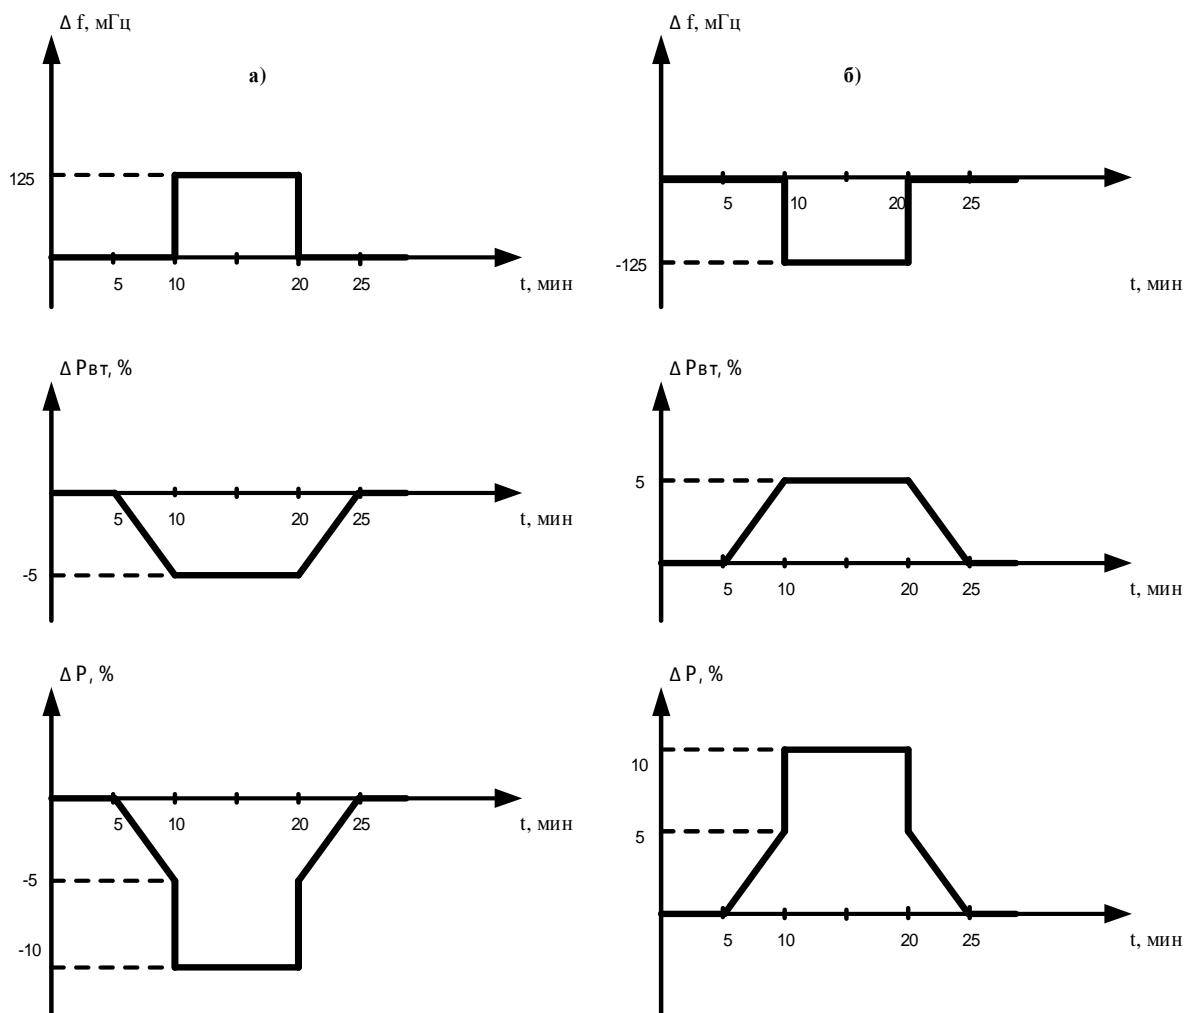 Δ f, мГц
а)
125
5 10 20 25
t, мин
Δ Pвт, %
5 10 20 25
t, мин
-5
Δ P, %
5 10 20 25
t, мин
-5
-10
Δ f, мГц
б)
5 10 20 25
-125
t, мин
Δ Pвт, %
5
5 10 20 25
t, мин
Δ P, %
10
5
5 10 20 25
t, мин